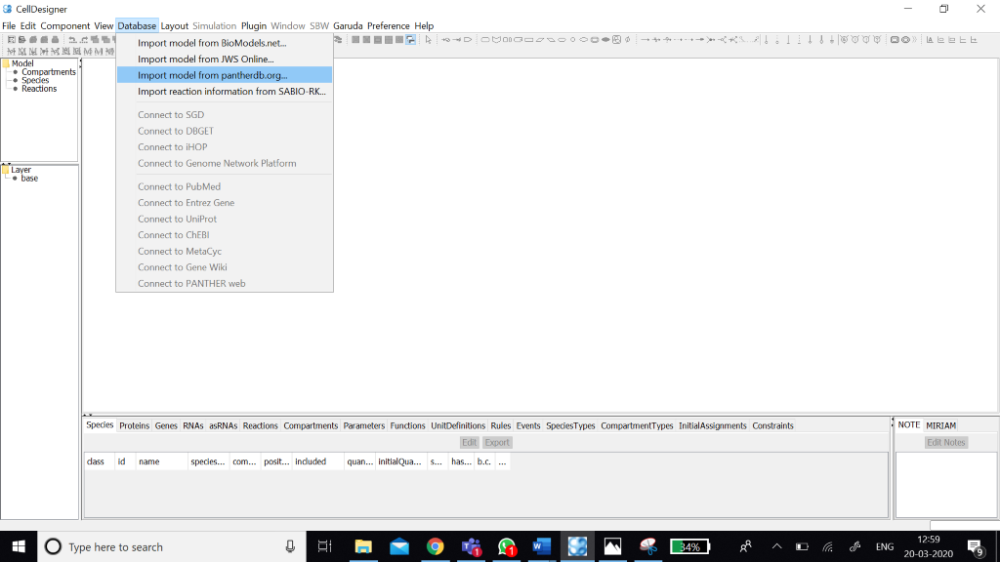 CellDesigner
File Edit Component View Database Layout Simulation Plugin Window SBW Garuda Preference Help
Import model from BioModels.net...
Import model from JWS Online...
Import model from pantherdb.org...
Import reaction information from SABIO-RK...
Connect to SGD
Connect to DBGET
Connect to iHOP
Connect to Genome Network Platform
Connect to PubMed
Connect to Entrez Gene
Connect to UniProt
Connect to ChEBI
Connect to MetaCyc
Connect to Gene Wiki
Connect to PANTHER web
Model
Compartments
Species
Reactions
Layer
base
Species Proteins Genes RNAs asRNAs Reactions Compartments Parameters Functions UnitDefinitions Rules Events SpeciesTypes CompartmentTypes InitialAssignments Constraints
Edit Export
class id name species... com... posit... included quan... initialQua... s... has... b.c. ...
NOTE MIRIAM
Edit Notes
Type here to search
1
1
34%
ENG
12:59
20-03-2020
9